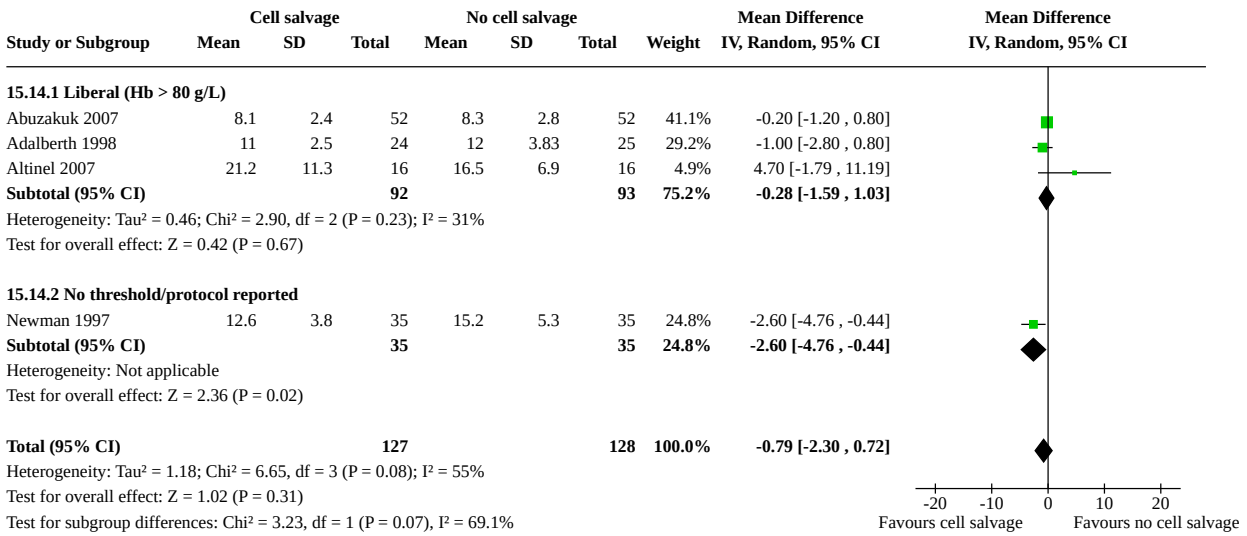 Cell salvage No cell salvage Mean Difference Mean Difference
Study or Subgroup Mean SD Total Mean SD Total Weight IV, Random, 95% CI IV, Random, 95% CI
15.14.1 Liberal (Hb > 80 g/L)
Abuzakuk 2007 8.1 2.4 52 8.3 2.8 52 41.1% -0.20 [-1.20 , 0.80]
Adalberth 1998 11 2.5 24 12 3.83 25 29.2% -1.00 [-2.80 , 0.80]
Altinel 2007 21.2 11.3 16 16.5 6.9 16 4.9% 4.70 [-1.79 , 11.19]
Subtotal (95% CI) 92 93 75.2% -0.28 [-1.59 , 1.03]
Heterogeneity: Tau² = 0.46; Chi² = 2.90, df = 2 (P = 0.23); I² = 31%
Test for overall effect: Z = 0.42 (P = 0.67)
15.14.2 No threshold/protocol reported
Newman 1997 12.6 3.8 35 15.2 5.3 35 24.8% -2.60 [-4.76 , -0.44]
Subtotal (95% CI) 35 35 24.8% -2.60 [-4.76 , -0.44]
Heterogeneity: Not applicable
Test for overall effect: Z = 2.36 (P = 0.02)
Total (95% CI) 127 128 100.0% -0.79 [-2.30 , 0.72]
Heterogeneity: Tau² = 1.18; Chi² = 6.65, df = 3 (P = 0.08); I² = 55%
Test for overall effect: Z = 1.02 (P = 0.31)
Test for subgroup differences: Chi² = 3.23, df = 1 (P = 0.07), I² = 69.1%
-20 -10 0 10 20
Favours cell salvage Favours no cell salvage